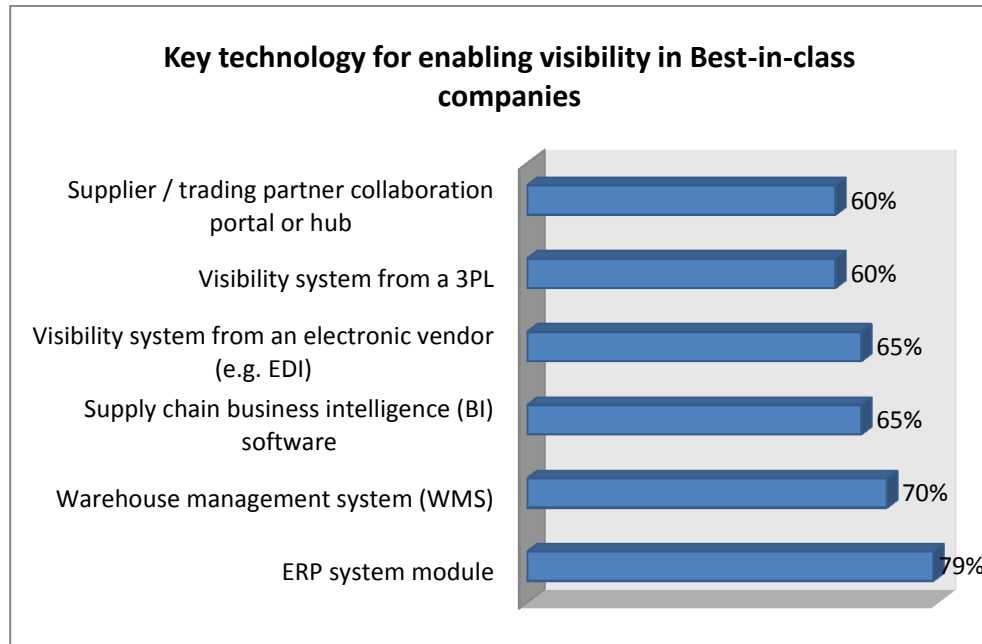 Key technology for enabling visibility in Best-in-class
companies
Supplier / trading partner collaboration
portal or hub
60%
Visibility system from a 3PL
60%
Visibility system from an electronic vendor
(e.g. EDI)
65%
Supply chain business intelligence (BI)
software
65%
Warehouse management system (WMS)
70%
ERP system module
79%